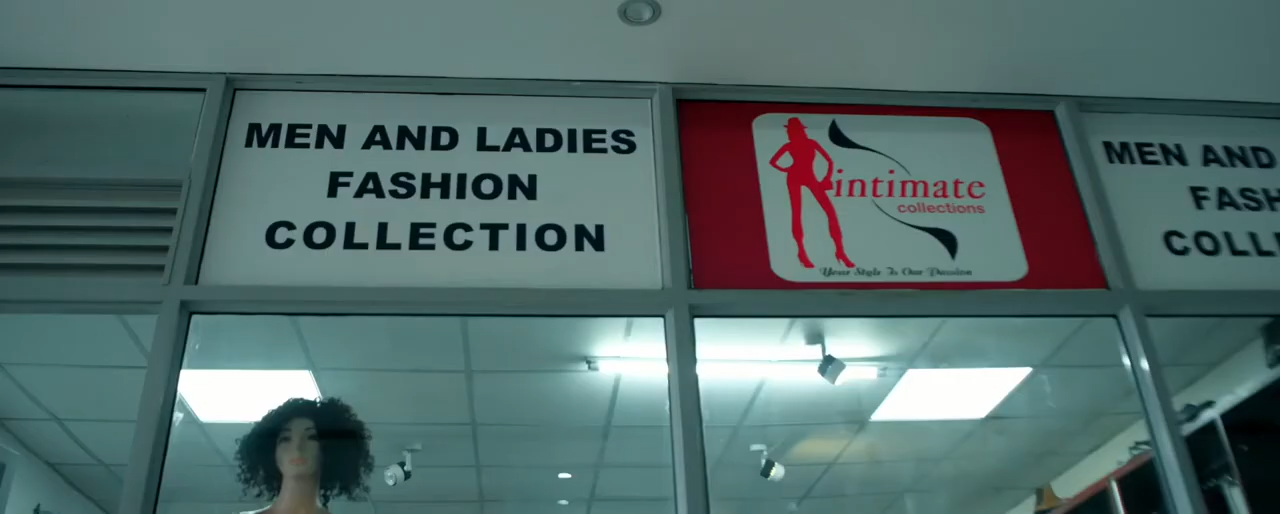 MEN AND LADIES
FASHION
COLLECTION
intimate
collections
Your Style Is Our Passion
MEN AND
FASH
COLL